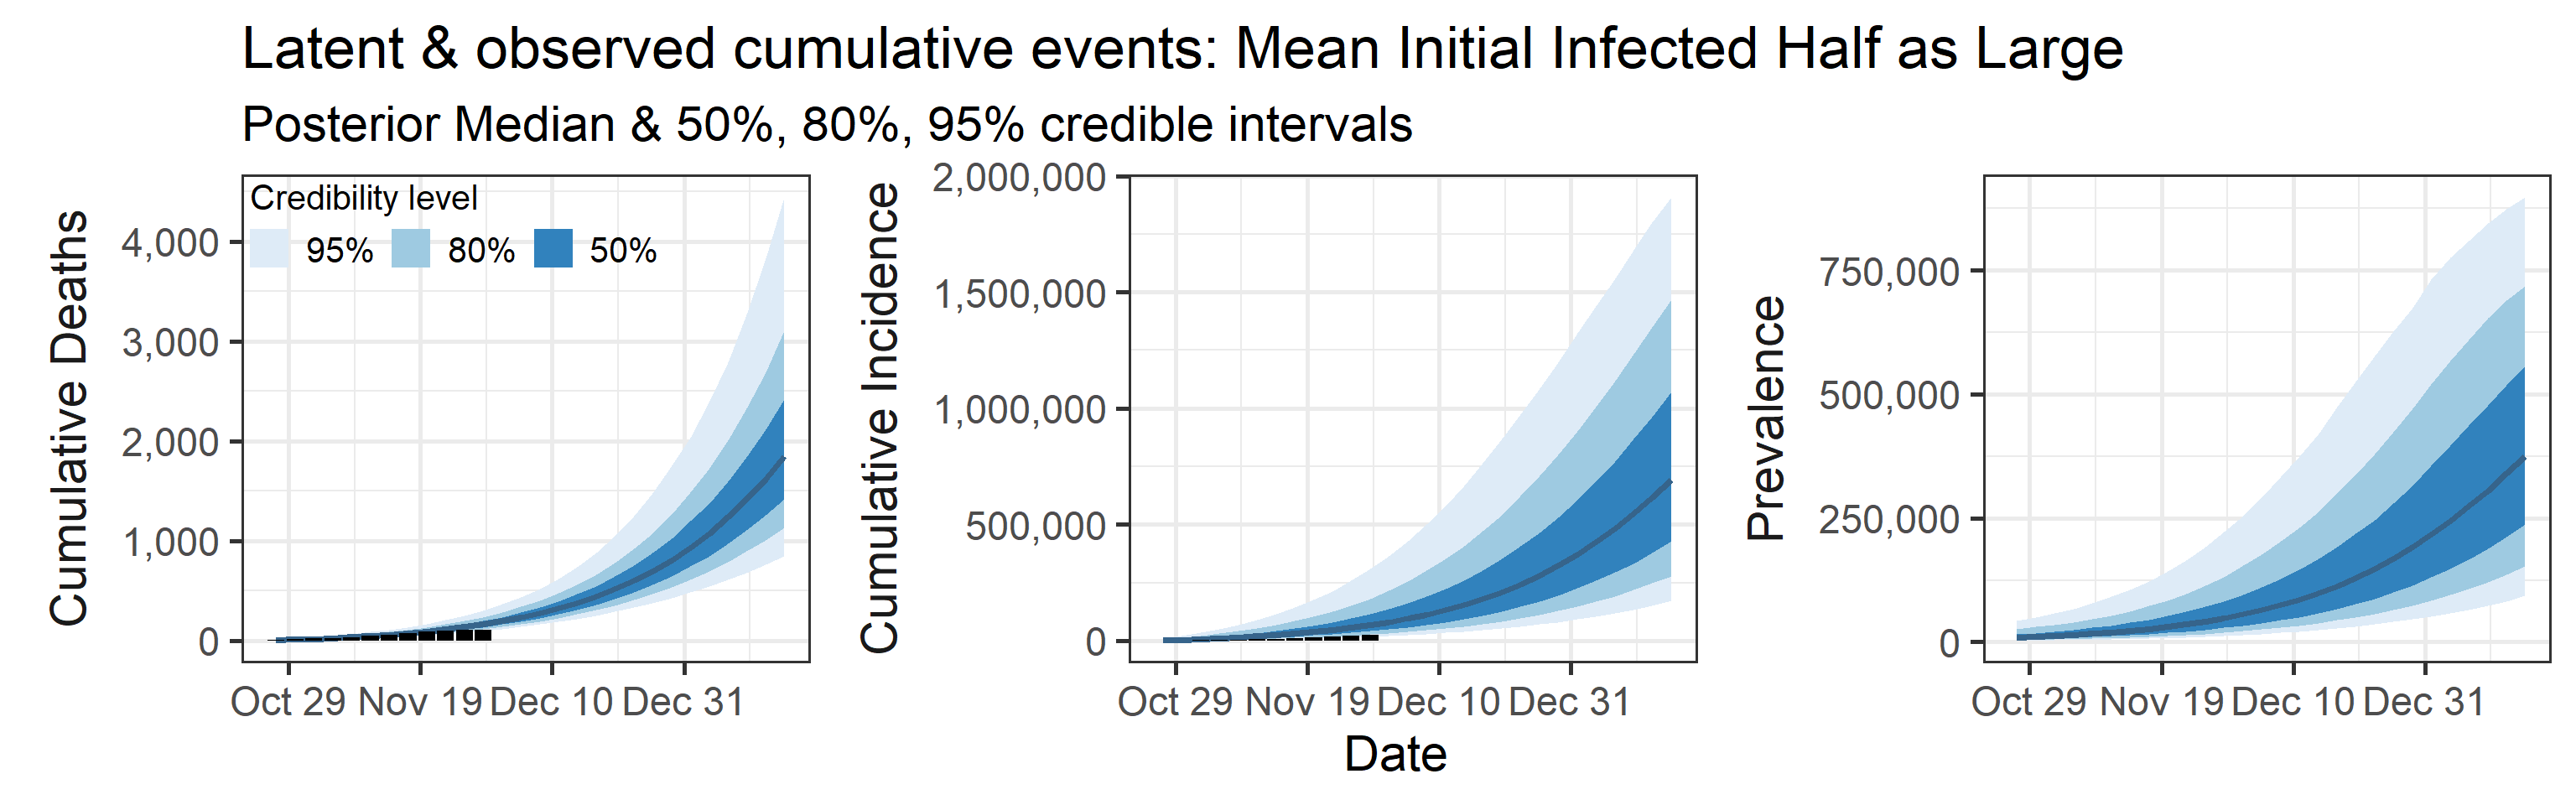 Latent & observed cumulative events: Mean Initial Infected Half as Large
Posterior Median & 50%, 80%, 95% credible intervals
Cumulative Deaths
4,000
3,000
2,000
1,000
0
Credibility level
95% 80% 50%
Oct 29 Nov 19 Dec 10 Dec 31
Cumulative Incidence
2,000,000
1,500,000
1,000,000
500,000
0
Oct 29 Nov 19 Dec 10 Dec 31
Prevalence
750,000
500,000
250,000
0
Oct 29 Nov 19 Dec 10 Dec 31
Date